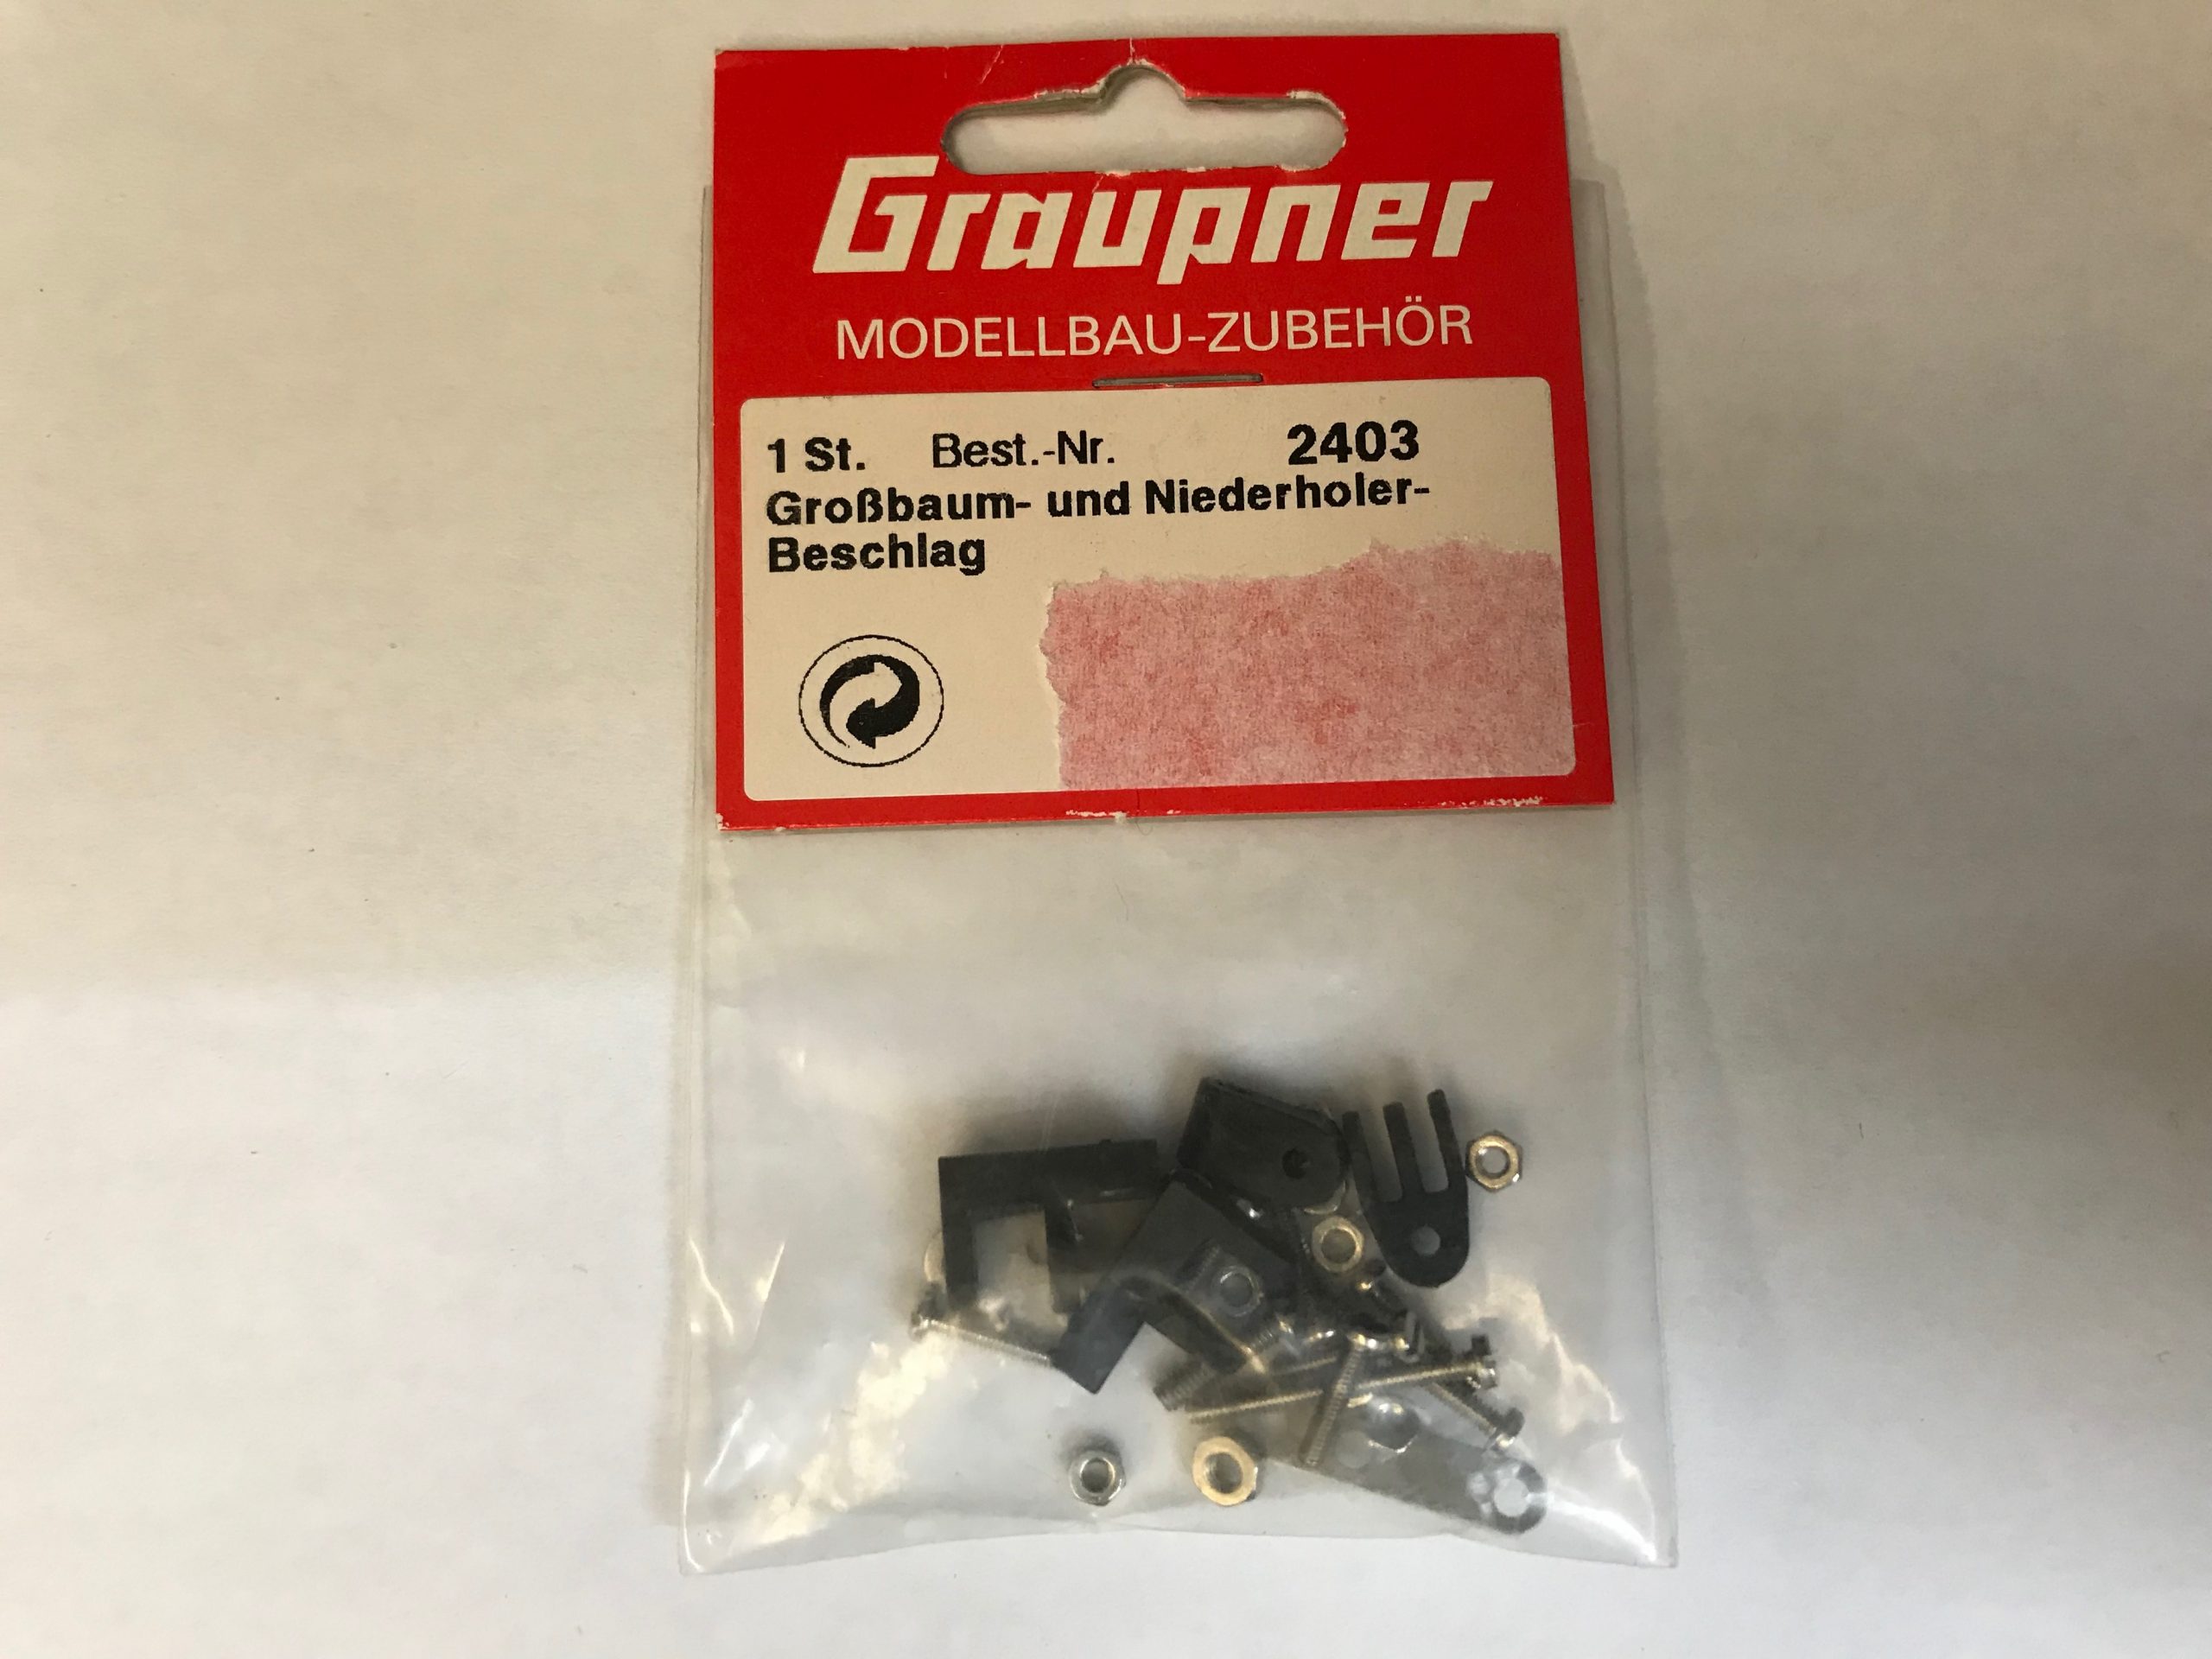 Graupner
MODELLBAU-ZUBEHÖR
1 St. Best.-Nr. 2403
Großbaum- und Niederholer-
Beschlag